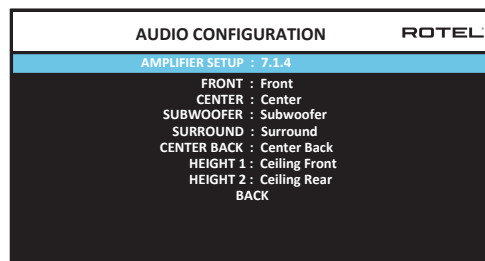 AUDIO CONFIGURATION ROTEL
AMPLIFIER SETUP : 7.1.4
FRONT : Front
CENTER : Center
SUBWOOFER : Subwoofer
SURROUND : Surround
CENTER BACK : Center Back
HEIGHT 1 : Ceiling Front
HEIGHT 2 : Ceiling Rear
BACK